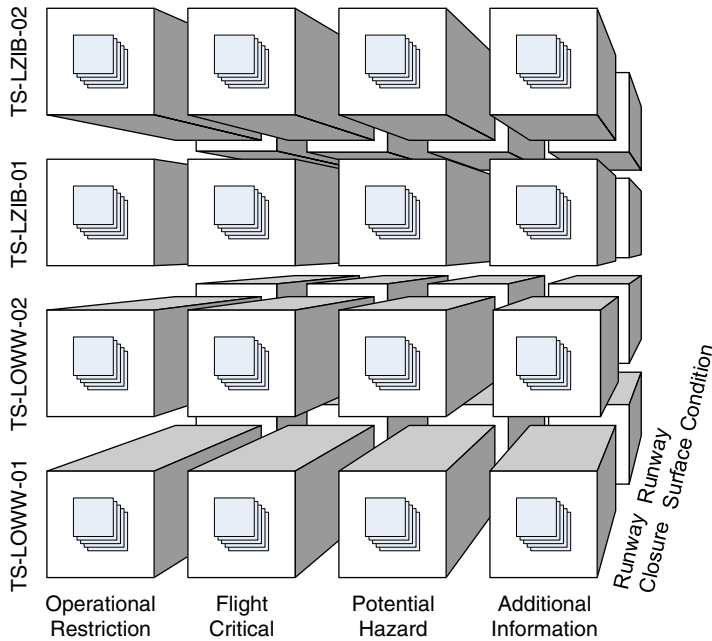 TS-LZIB-02
TS-LZIB-01
TS-LOWW-02
TS-LOWW-01
Operational
Restriction
Flight
Critical
Potential
Hazard
Additional
Information
Runway
Closure
Runway
Surface Condition